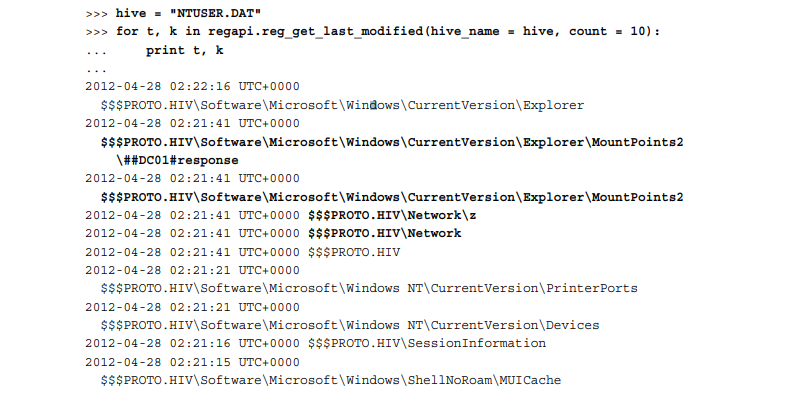 >>> hive = "NTUSER.DAT"
>>> for t, k in regapi.reg_get_last_modified(hive_name = hive, count = 10):
...     print t, k
...
2012-04-28 02:22:16 UTC+0000
  $$$PROTO.HIV\Software\Microsoft\Windows\CurrentVersion\Explorer
2012-04-28 02:21:41 UTC+0000
  $$$PROTO.HIV\Software\Microsoft\Windows\CurrentVersion\Explorer\MountPoints2
    \##DC01#response
2012-04-28 02:21:41 UTC+0000
  $$$PROTO.HIV\Software\Microsoft\Windows\CurrentVersion\Explorer\MountPoints2
2012-04-28 02:21:41 UTC+0000 $$$PROTO.HIV\Network\z
2012-04-28 02:21:41 UTC+0000 $$$PROTO.HIV\Network
2012-04-28 02:21:41 UTC+0000 $$$PROTO.HIV
2012-04-28 02:21:21 UTC+0000
  $$$PROTO.HIV\Software\Microsoft\Windows NT\CurrentVersion\PrinterPorts
2012-04-28 02:21:21 UTC+0000
  $$$PROTO.HIV\Software\Microsoft\Windows NT\CurrentVersion\Devices
2012-04-28 02:21:16 UTC+0000 $$$PROTO.HIV\SessionInformation
2012-04-28 02:21:15 UTC+0000
  $$$PROTO.HIV\Software\Microsoft\Windows\ShellNoRoam\MUICache